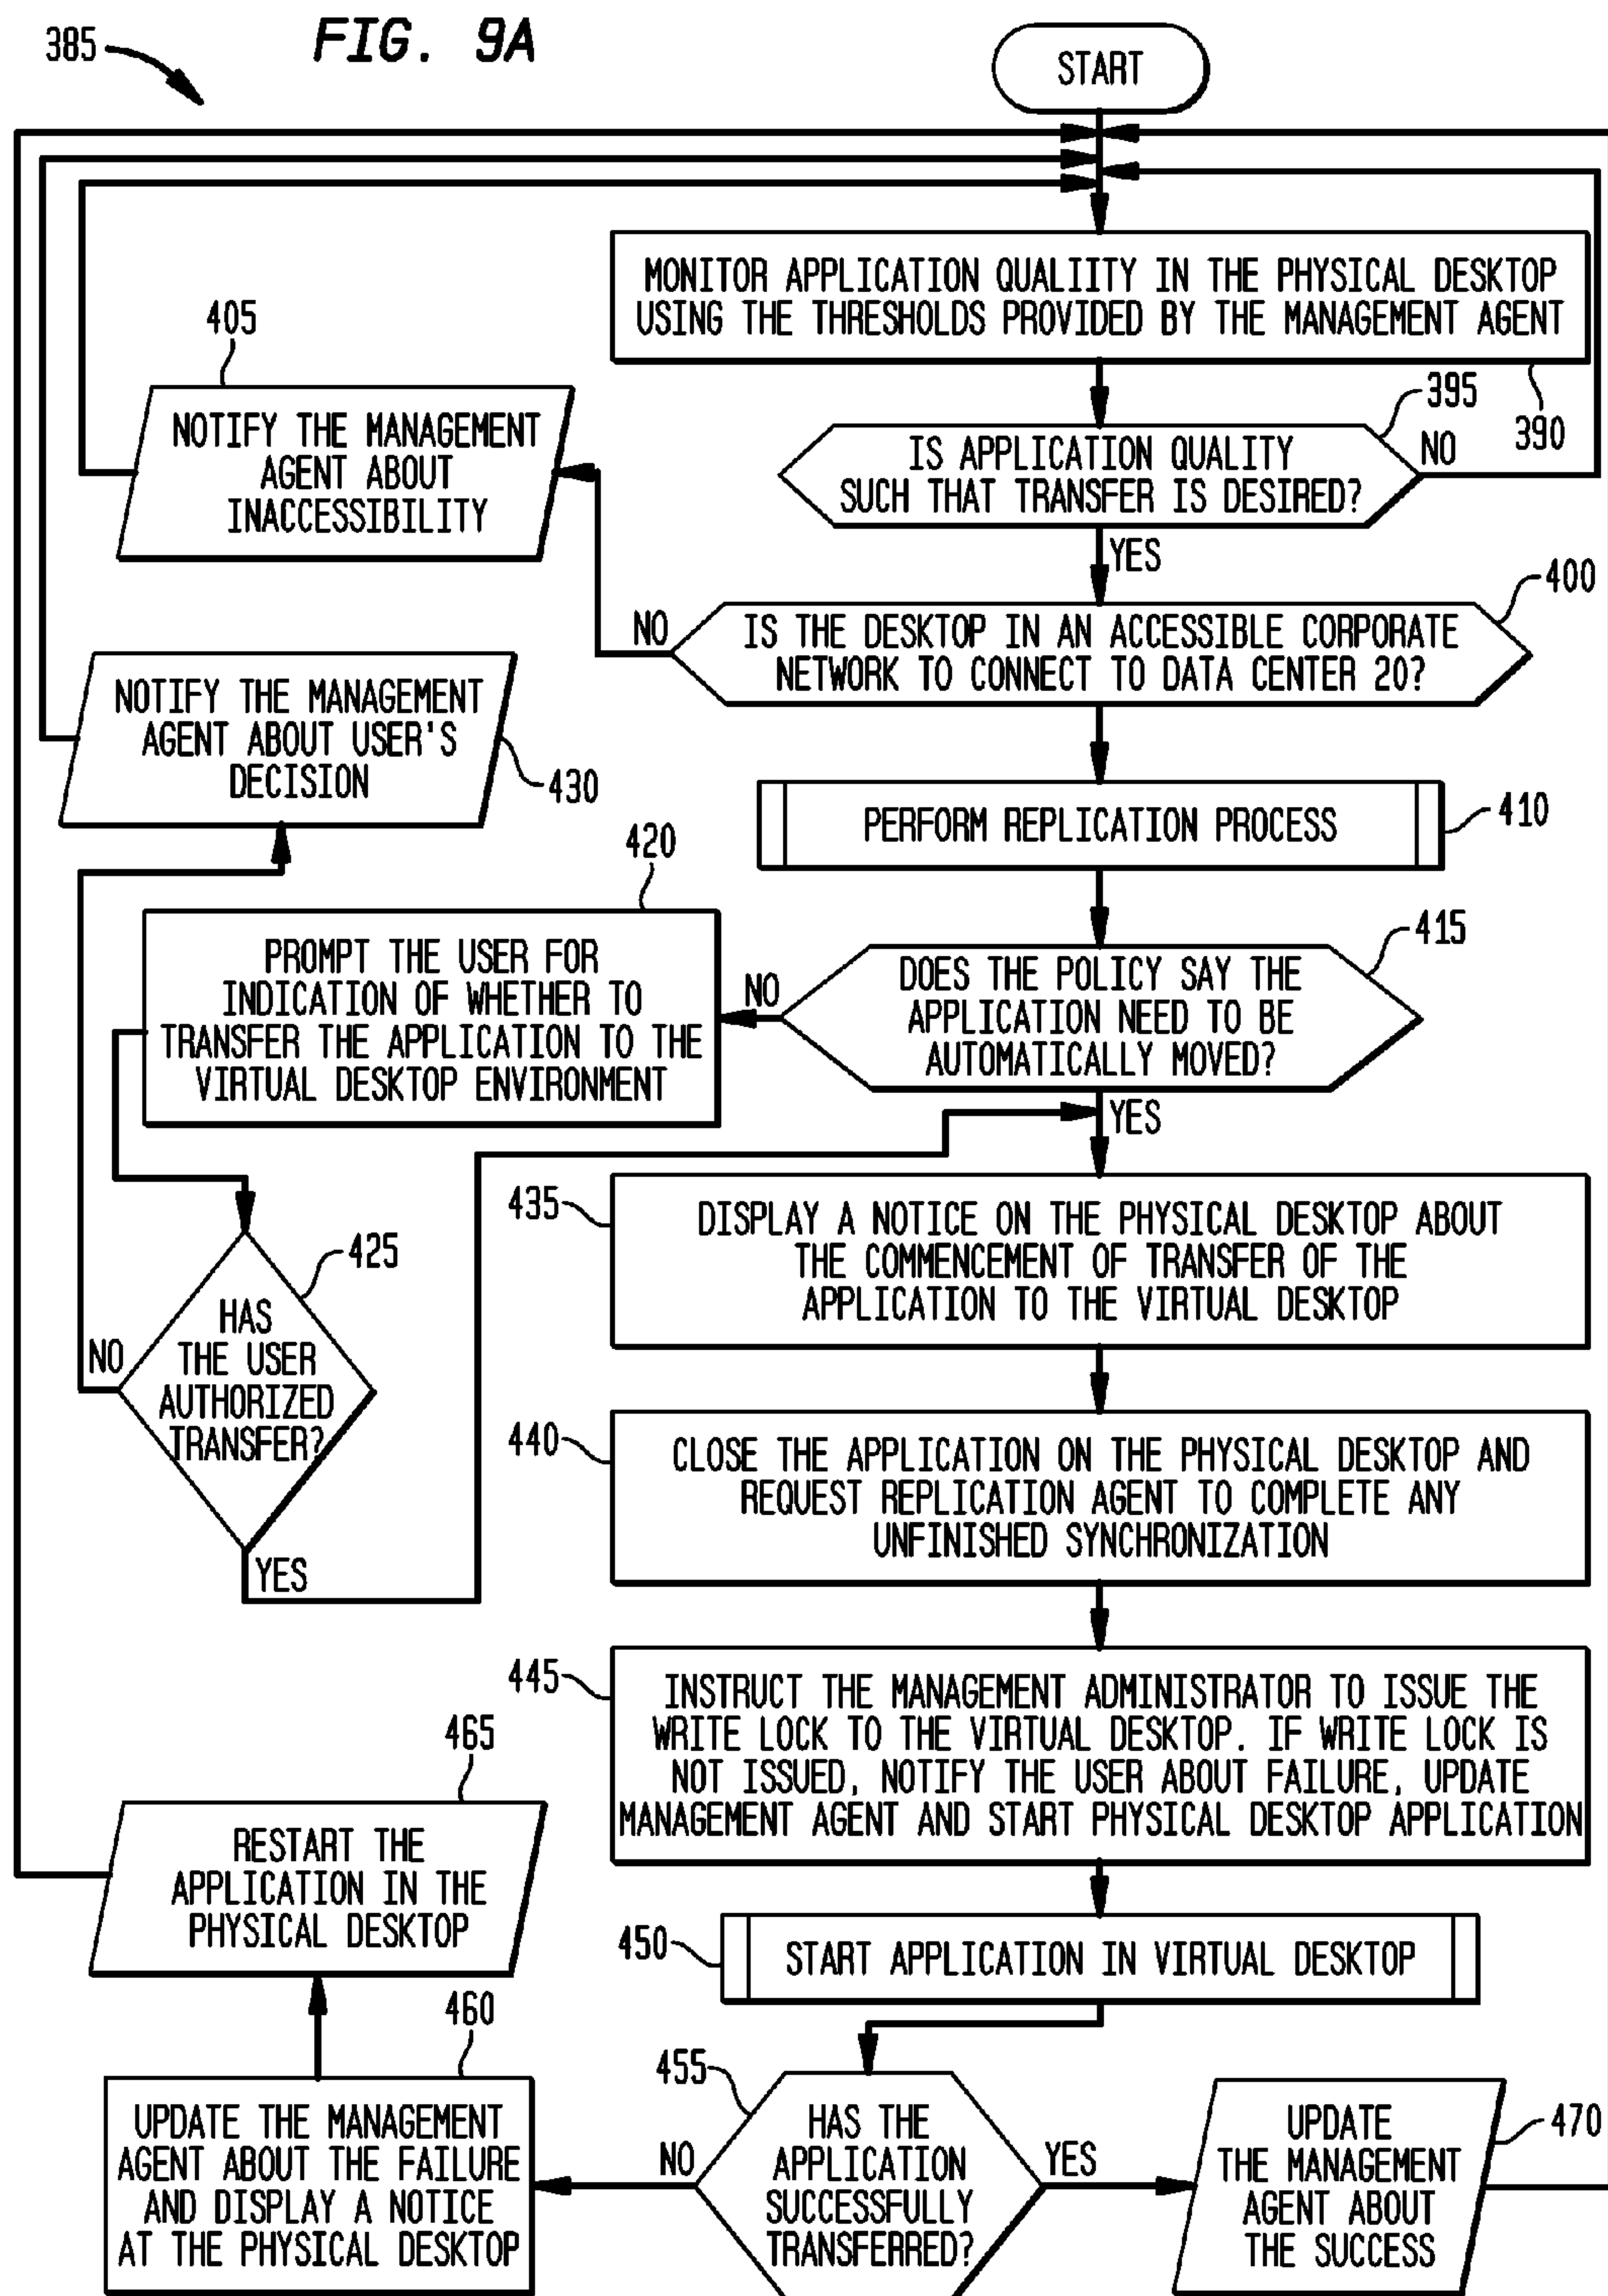 385
FIG. 9A
START
MONITOR APPLICATION QUALIITY IN THE PHYSICAL DESKTOP
USING THE THRESHOLDS PROVIDED BY THE MANAGEMENT AGENT
390
405
NOTIFY THE MANAGEMENT
AGENT ABOUT
INACCESSIBILITY
395
IS APPLICATION QUALITY
SUCH THAT TRANSFER IS DESIRED?
NO
YES
400
IS THE DESKTOP IN AN ACCESSIBLE CORPORATE
NETWORK TO CONNECT TO DATA CENTER 20?
NO
NOTIFY THE MANAGEMENT
AGENT ABOUT USER'S
DECISION
430
PERFORM REPLICATION PROCESS
410
420
PROMPT THE USER FOR
INDICATION OF WHETHER TO
TRANSFER THE APPLICATION TO THE
VIRTUAL DESKTOP ENVIRONMENT
415
DOES THE POLICY SAY THE
APPLICATION NEED TO BE
AUTOMATICALLY MOVED?
NO
YES
425
HAS
THE USER
AUTHORIZED
TRANSFER?
NO
YES
435
DISPLAY A NOTICE ON THE PHYSICAL DESKTOP ABOUT
THE COMMENCEMENT OF TRANSFER OF THE
APPLICATION TO THE VIRTUAL DESKTOP
440
CLOSE THE APPLICATION ON THE PHYSICAL DESKTOP AND
REQUEST REPLICATION AGENT TO COMPLETE ANY
UNFINISHED SYNCHRONIZATION
445
INSTRUCT THE MANAGEMENT ADMINISTRATOR TO ISSUE THE
WRITE LOCK TO THE VIRTUAL DESKTOP. IF WRITE LOCK IS
NOT ISSUED, NOTIFY THE USER ABOUT FAILURE, UPDATE
MANAGEMENT AGENT AND START PHYSICAL DESKTOP APPLICATION
465
RESTART THE
APPLICATION IN THE
PHYSICAL DESKTOP
450
START APPLICATION IN VIRTUAL DESKTOP
460
UPDATE THE MANAGEMENT
AGENT ABOUT THE FAILURE
AND DISPLAY A NOTICE
AT THE PHYSICAL DESKTOP
455
HAS THE
APPLICATION
SUCCESSFULLY
TRANSFERRED?
NO
YES
UPDATE
THE MANAGEMENT
AGENT ABOUT
THE SUCCESS
470